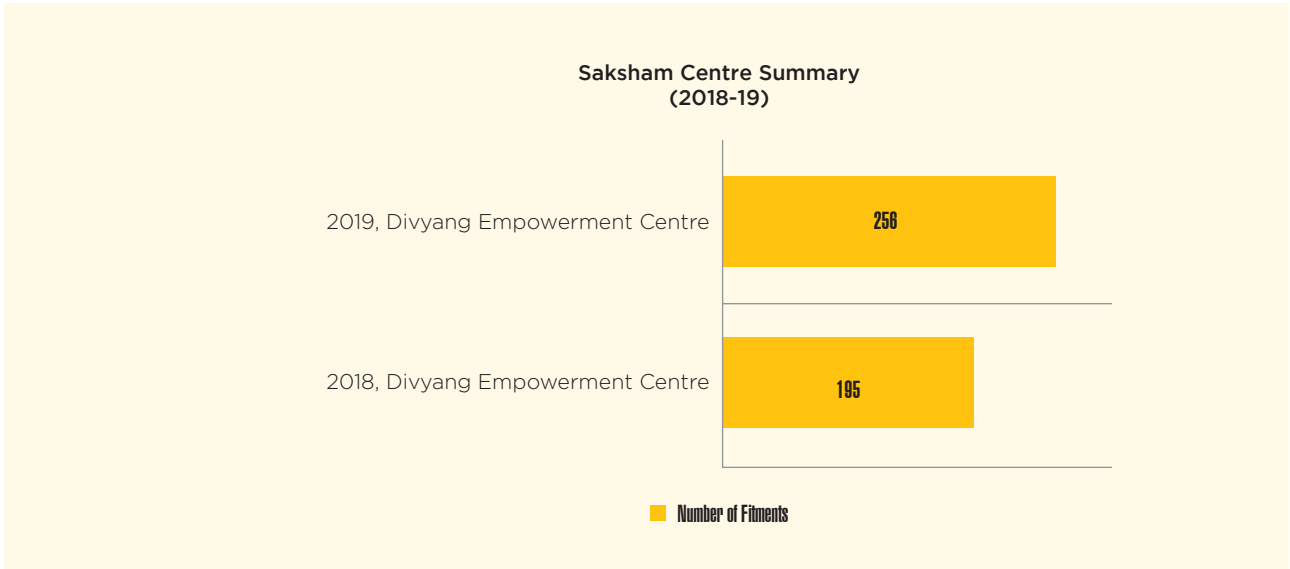 Saksham Centre Summary
(2018-19)
2019, Divyang Empowerment Centre
256
2018, Divyang Empowerment Centre
195
Number of Fitments